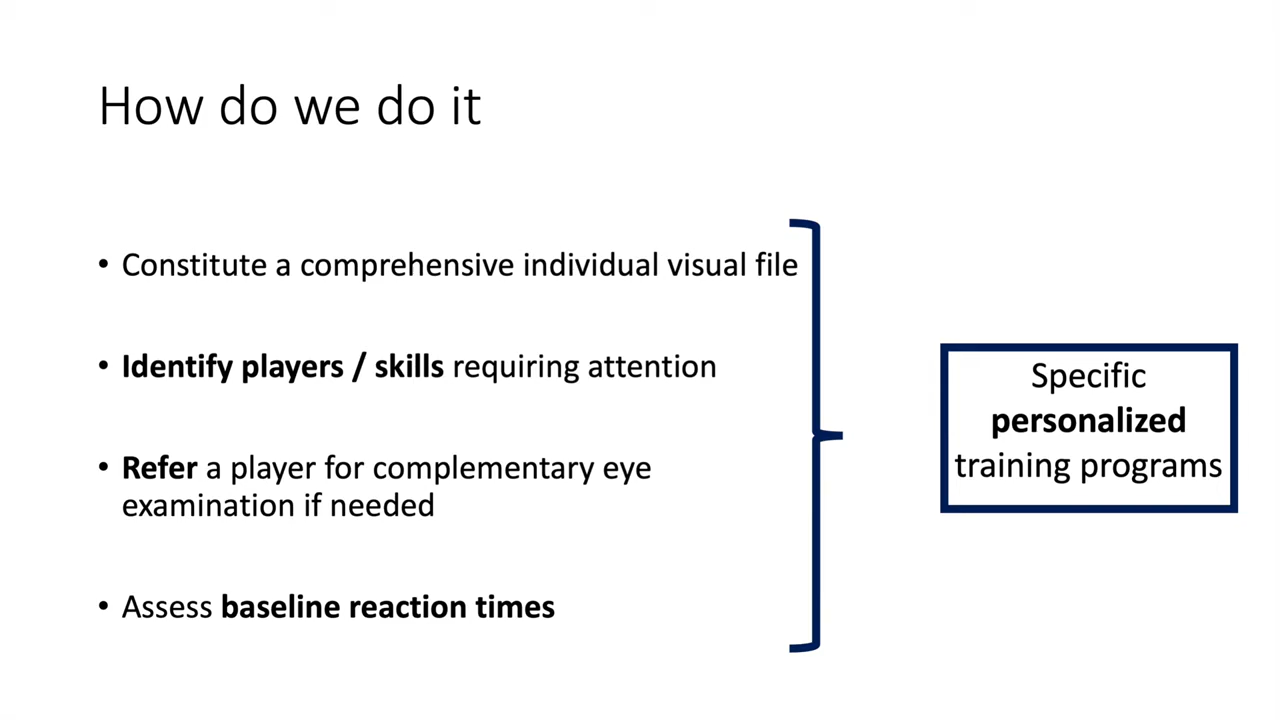 How do we do it
• Constitute a comprehensive individual visual file
• Identify players / skills requiring attention
• Refer a player for complementary eye
examination if needed
• Assess baseline reaction times
Specific
personalized
training programs